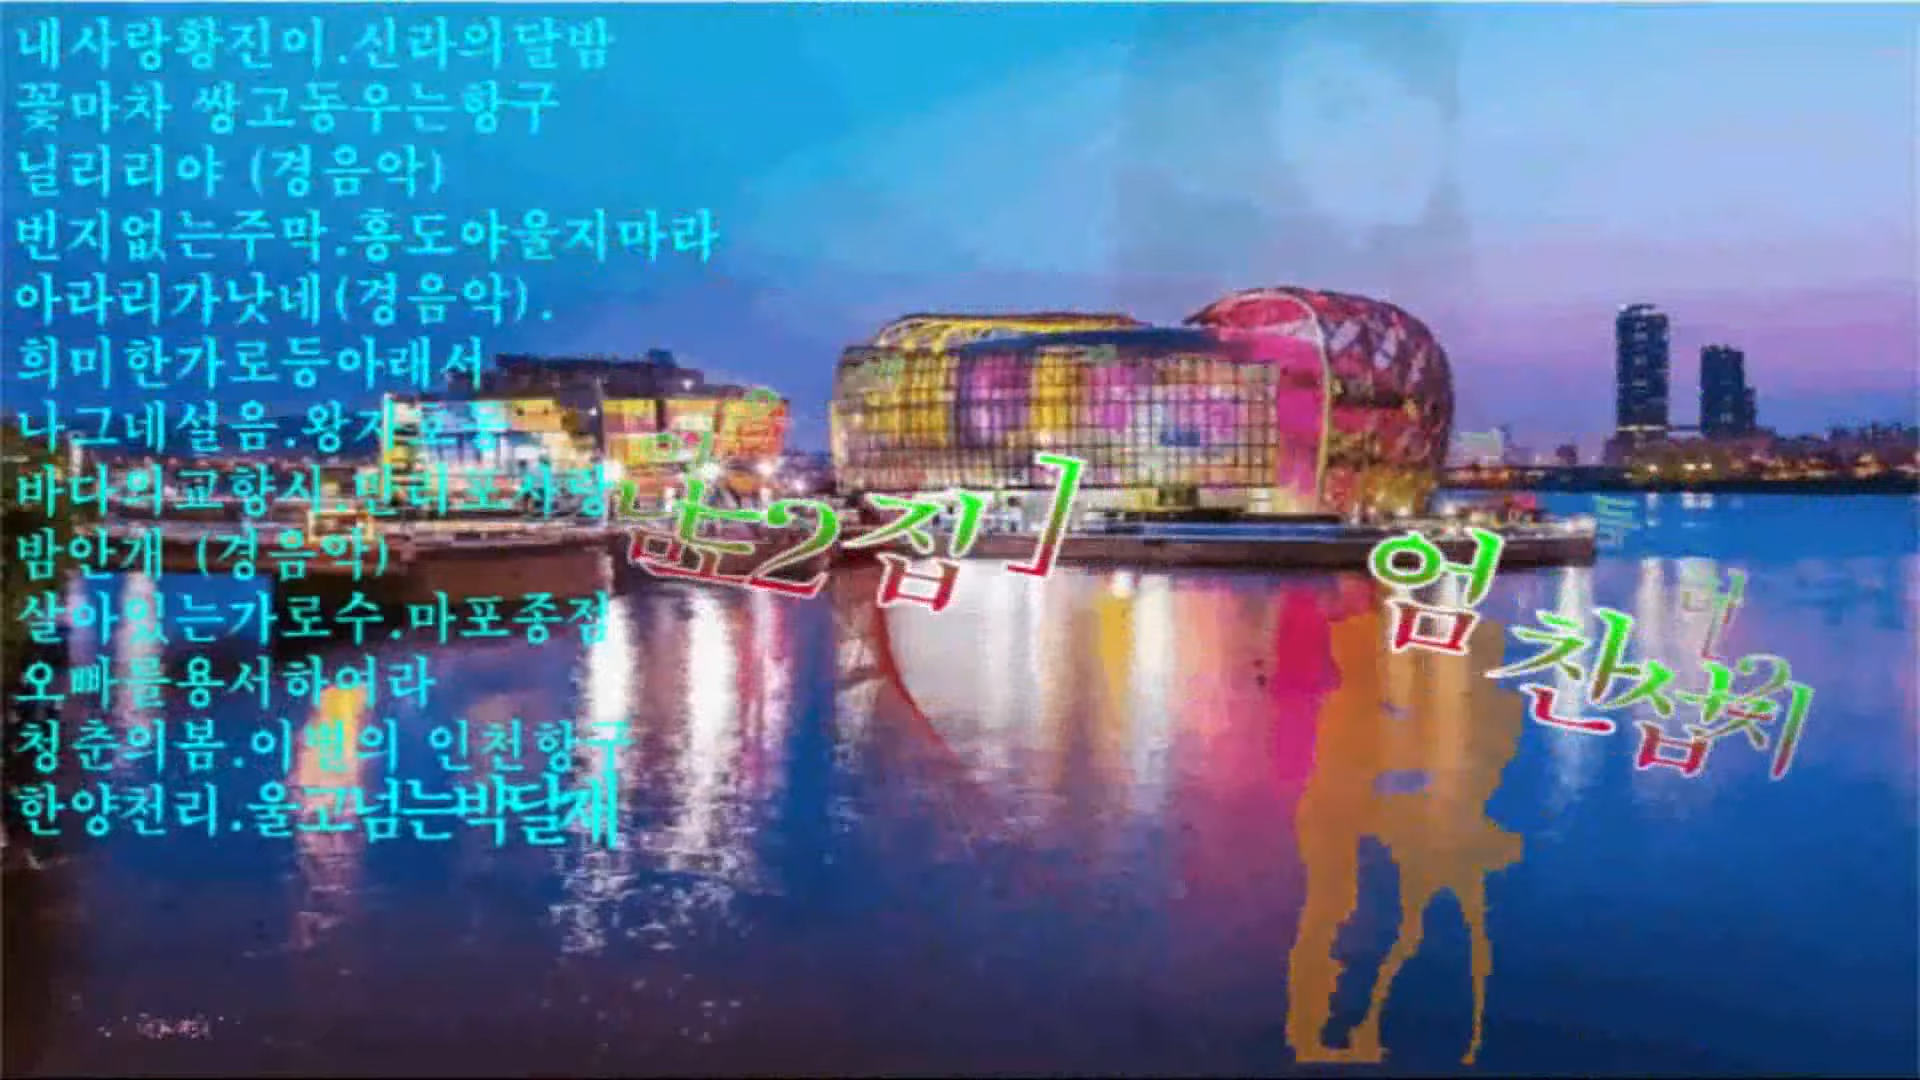 내사랑황진이.신라의달밤
꽃마차 쌍고동우는항구
닐리리야 (경음악)
번지없는주막.홍도야울지마라
아라리가낫네(경음악).
희미한가로등아래서
나그네설음.왕자호동
바다의교향시.만리포사랑
밤안개 (경음악)
살아있는가로수.마포종점
오빠를용서하여라
청춘의봄.이별의 인천항구
한양천리.울고넘는박달재
2집]
엄
찬섭